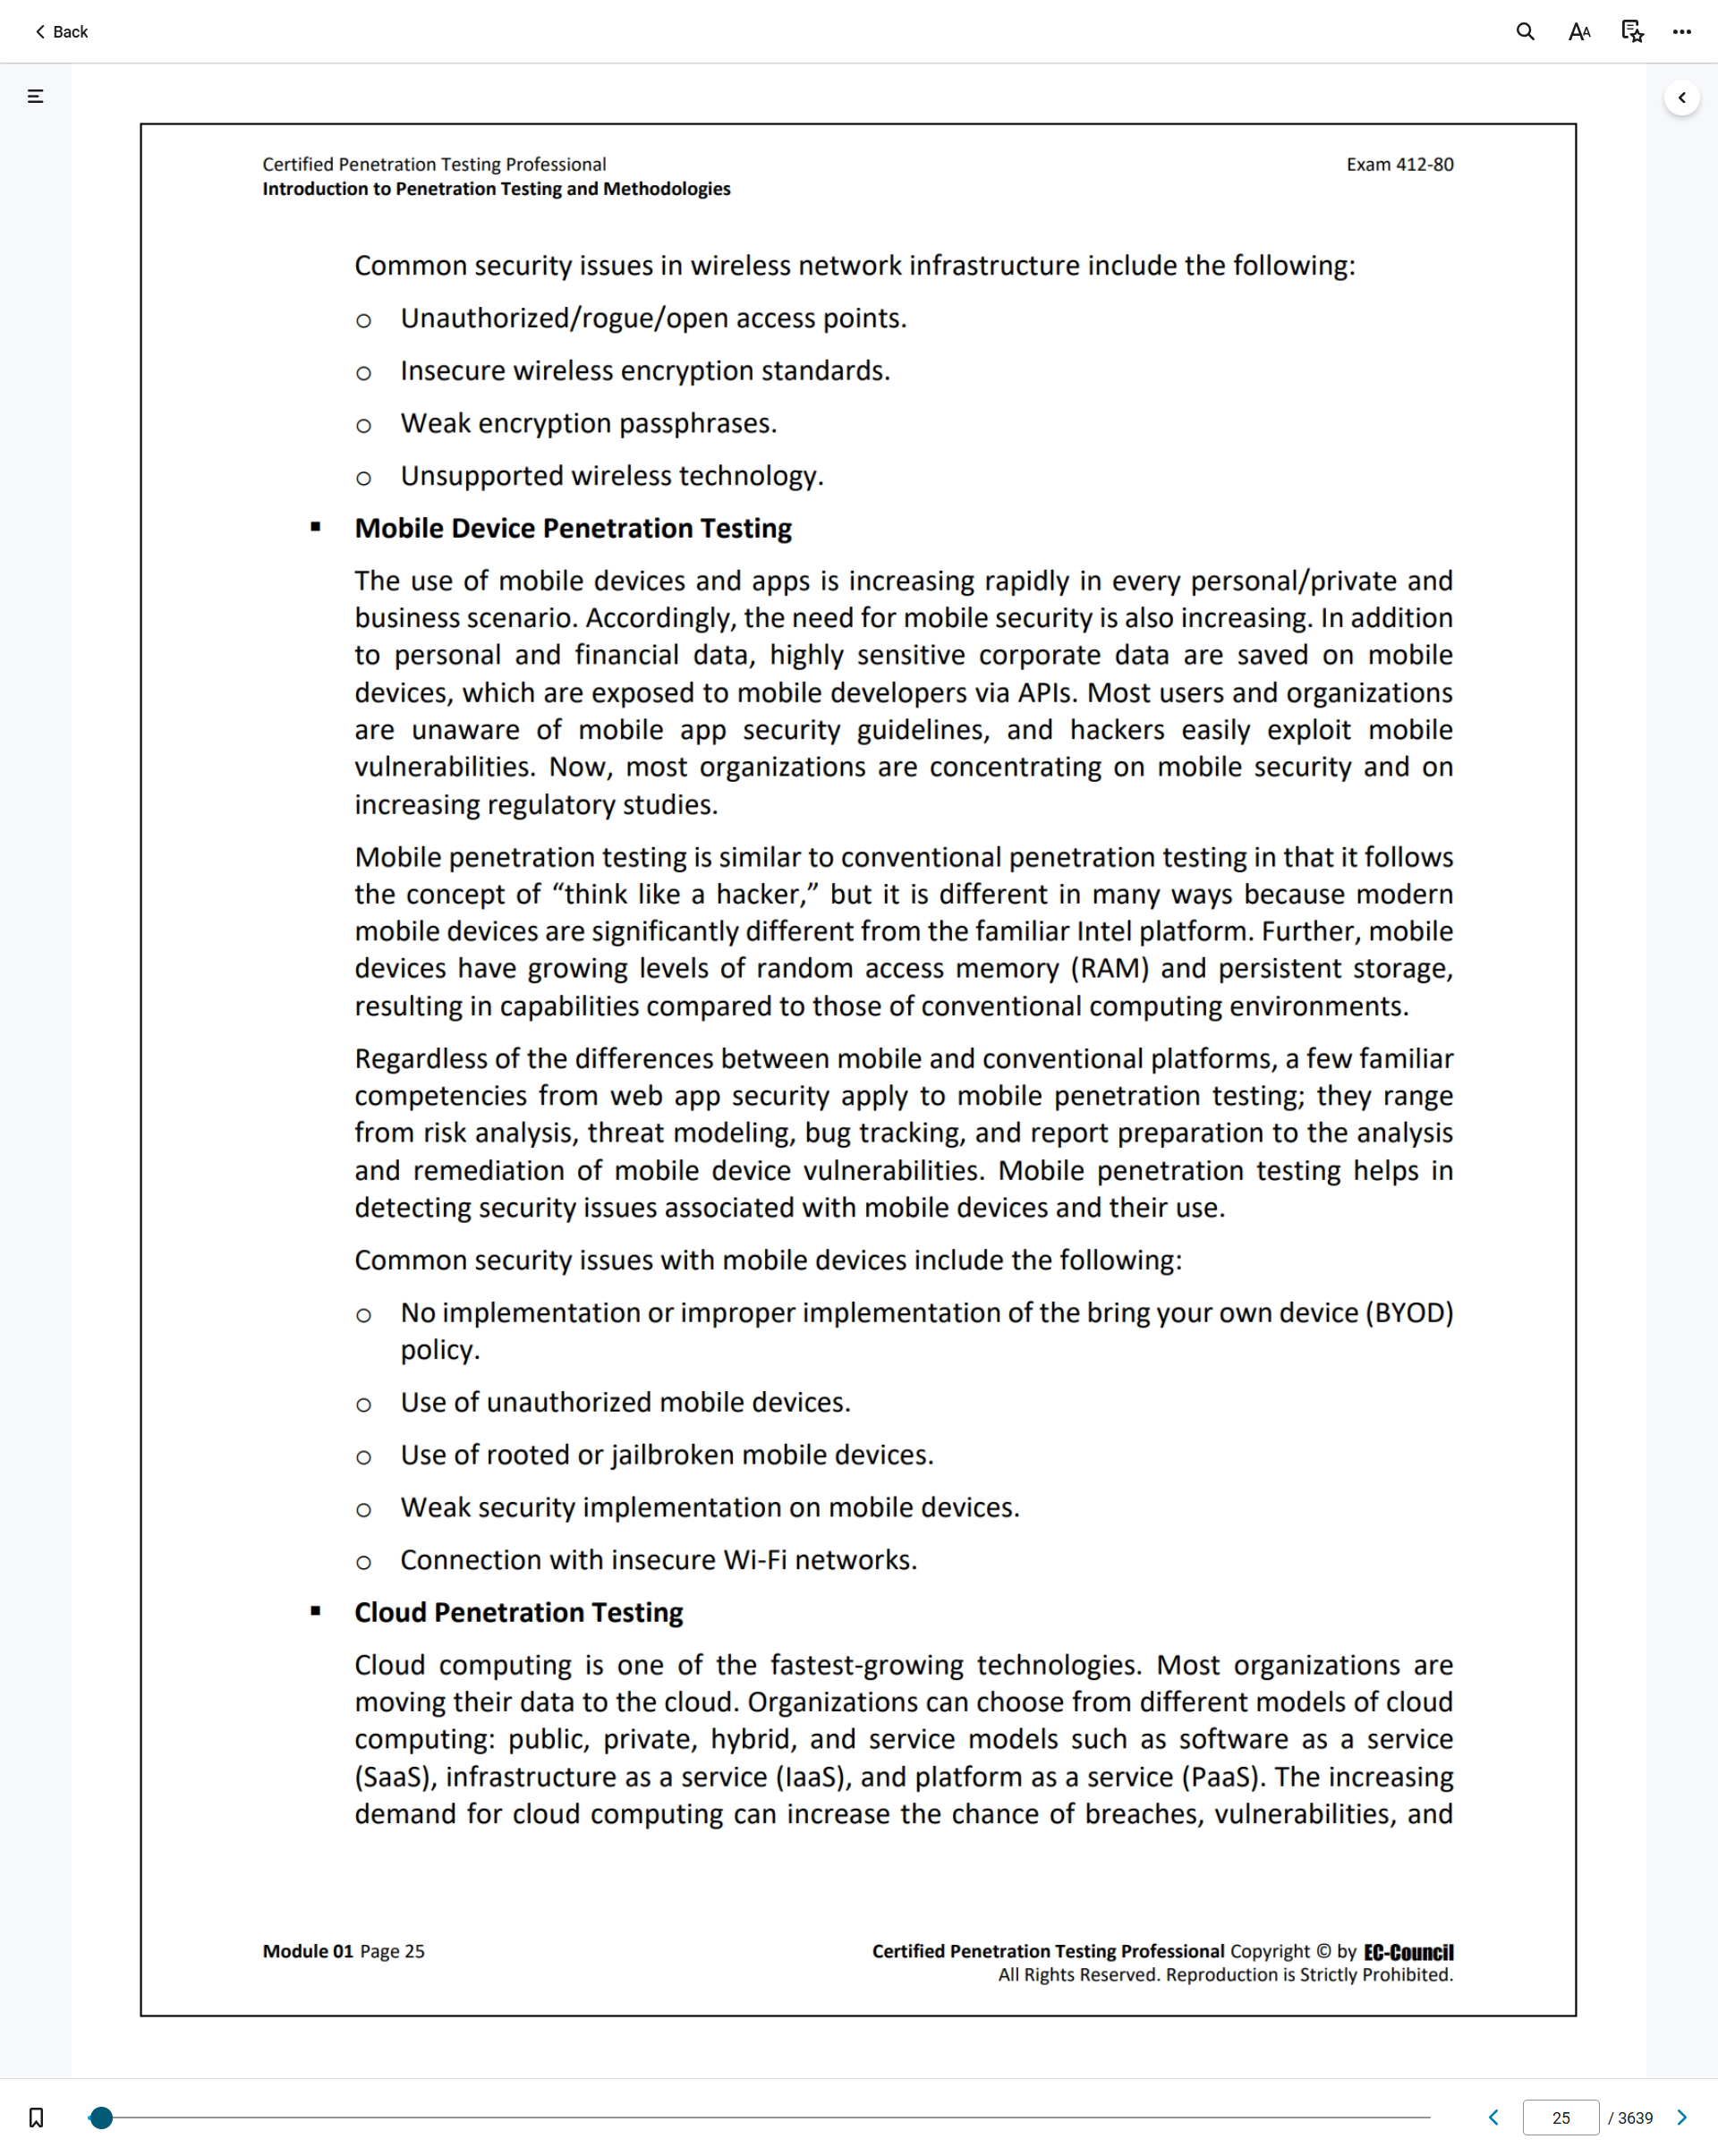 Back
Certified Penetration Testing Professional
Exam 412-80
Introduction to Penetration Testing and Methodologies
Common security issues in wireless network infrastructure include the following:
o Unauthorized/rogue/open access points.
o Insecure wireless encryption standards.
o Weak encryption passphrases.
o Unsupported wireless technology.
▪ Mobile Device Penetration Testing
The use of mobile devices and apps is increasing rapidly in every personal/private and
business scenario. Accordingly, the need for mobile security is also increasing. In addition
to personal and financial data, highly sensitive corporate data are saved on mobile
devices, which are exposed to mobile developers via APIs. Most users and organizations
are unaware of mobile app security guidelines, and hackers easily exploit mobile
vulnerabilities. Now, most organizations are concentrating on mobile security and on
increasing regulatory studies.
Mobile penetration testing is similar to conventional penetration testing in that it follows
the concept of “think like a hacker,” but it is different in many ways because modern
mobile devices are significantly different from the familiar Intel platform. Further, mobile
devices have growing levels of random access memory (RAM) and persistent storage,
resulting in capabilities compared to those of conventional computing environments.
Regardless of the differences between mobile and conventional platforms, a few familiar
competencies from web app security apply to mobile penetration testing; they range
from risk analysis, threat modeling, bug tracking, and report preparation to the analysis
and remediation of mobile device vulnerabilities. Mobile penetration testing helps in
detecting security issues associated with mobile devices and their use.
Common security issues with mobile devices include the following:
o No implementation or improper implementation of the bring your own device (BYOD)
policy.
o Use of unauthorized mobile devices.
o Use of rooted or jailbroken mobile devices.
o Weak security implementation on mobile devices.
o Connection with insecure Wi-Fi networks.
▪ Cloud Penetration Testing
Cloud computing is one of the fastest-growing technologies. Most organizations are
moving their data to the cloud. Organizations can choose from different models of cloud
computing: public, private, hybrid, and service models such as software as a service
(SaaS), infrastructure as a service (IaaS), and platform as a service (PaaS). The increasing
demand for cloud computing can increase the chance of breaches, vulnerabilities, and
Module 01 Page 25
Certified Penetration Testing Professional Copyright © by EC-Council
All Rights Reserved. Reproduction is Strictly Prohibited.
25 / 3639